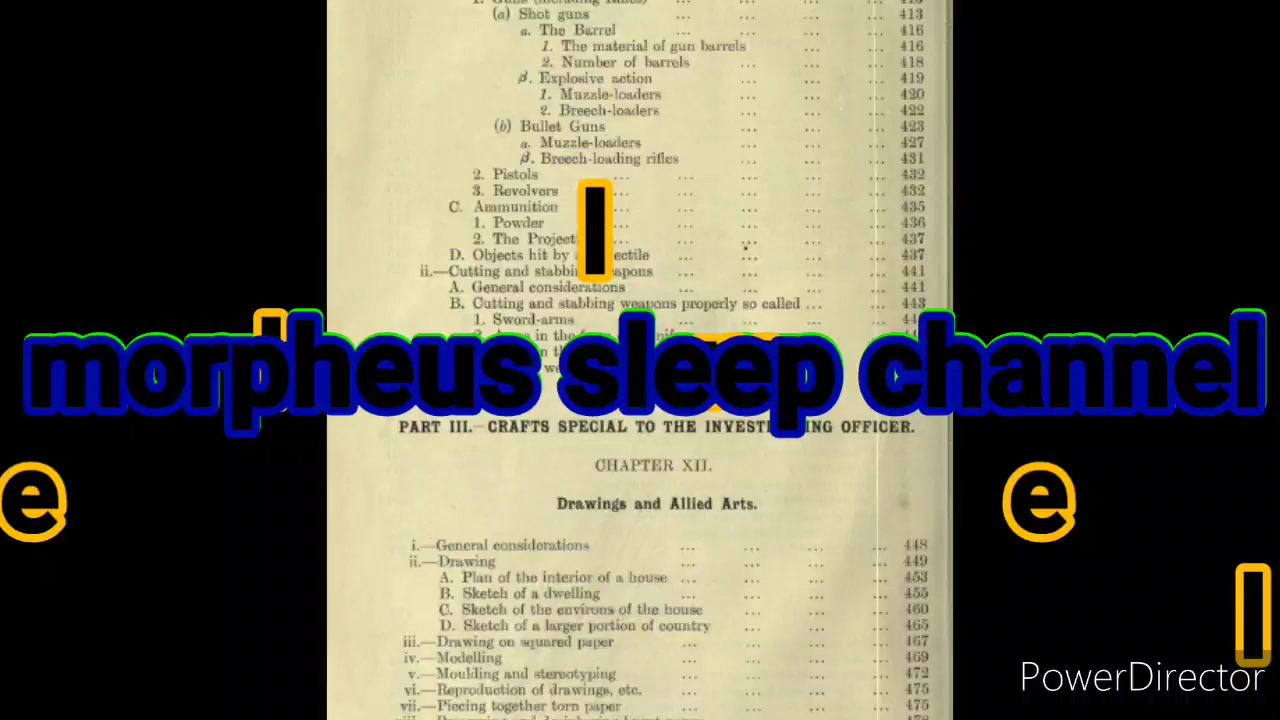 (a) Shot guns ... ... ... ... 413
a. The Barrel ... ... ... ... 416
1. The material of gun barrels ... ... 416
2. Number of barrels ... ... ... 418
β. Explosive action ... ... ... 419
1. Muzzle-loaders ... ... ... 420
2. Breech-loaders ... ... ... 422
(b) Bullet Guns ... ... ... 423
a. Muzzle-loaders ... ... ... 427
β. Breech-loading rifles ... ... ... 431
2. Pistols ... ... ... ... ... 432
3. Revolvers ... ... ... ... ... 432
C. Ammunition ... ... ... ... ... 435
1. Powder ... ... ... ... ... 436
2. The ... ... ... ... ... 437
D. Objects hit by ... ... ... ... 437
ii.—Cutting and ... ... ... ... 441
A. General considerations ... ... ... ... 441
B. Cutting and stabbing weapons properly so called ... ... 443
1. Sword-arms ... ... ... ...
in the
morpheus sleep channel
PART III.—CRAFTS SPECIAL TO THE OFFICER.
CHAPTER XII.
Drawings and Allied Arts.
e
e
l
l
i.—General considerations ... ... ... ... 448
ii.—Drawing ... ... ... ... 449
A. Plan of the interior of a house ... ... ... ... 453
B. Sketch of a dwelling ... ... ... ... 455
C. Sketch of the environs of the house ... ... ... 460
D. Sketch of a larger portion of country ... ... ... 465
iii.—Drawing on squared paper ... ... ... ... 467
iv.—Modelling ... ... ... ... 469
v.—Moulding and stereotyping ... ... ... ... 472
vi.—Reproduction of drawings, etc. ... ... ... ... 475
vii.—Piecing together torn paper ... ... ... ... 475
PowerDirector